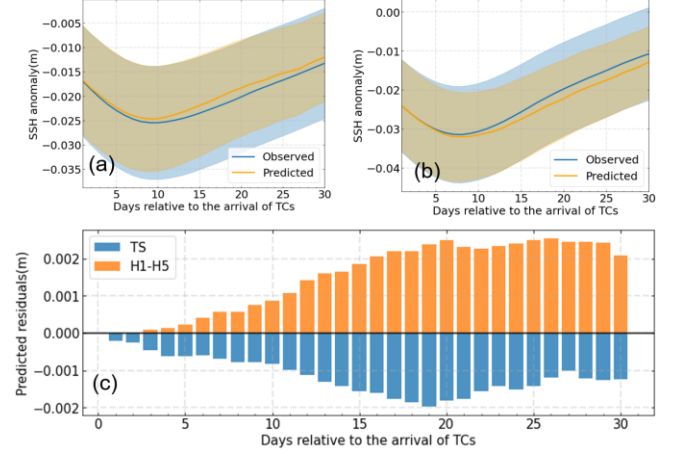 −0.005
−0.010
−0.015
−0.020
−0.025
−0.030
−0.035
SSH anomaly(m)
(a)
Observed
Predicted
5 10 15 20 25 30
Days relative to the arrival of TCs
0.00
−0.01
−0.02
−0.03
−0.04
SSH anomaly(m)
(b)
Observed
Predicted
5 10 15 20 25 30
Days relative to the arrival of TCs
0.002
0.001
0.000
−0.001
−0.002
Predicted residuals(m)
TS
H1-H5
(c)
0 5 10 15 20 25 30
Days relative to the arrival of TCs